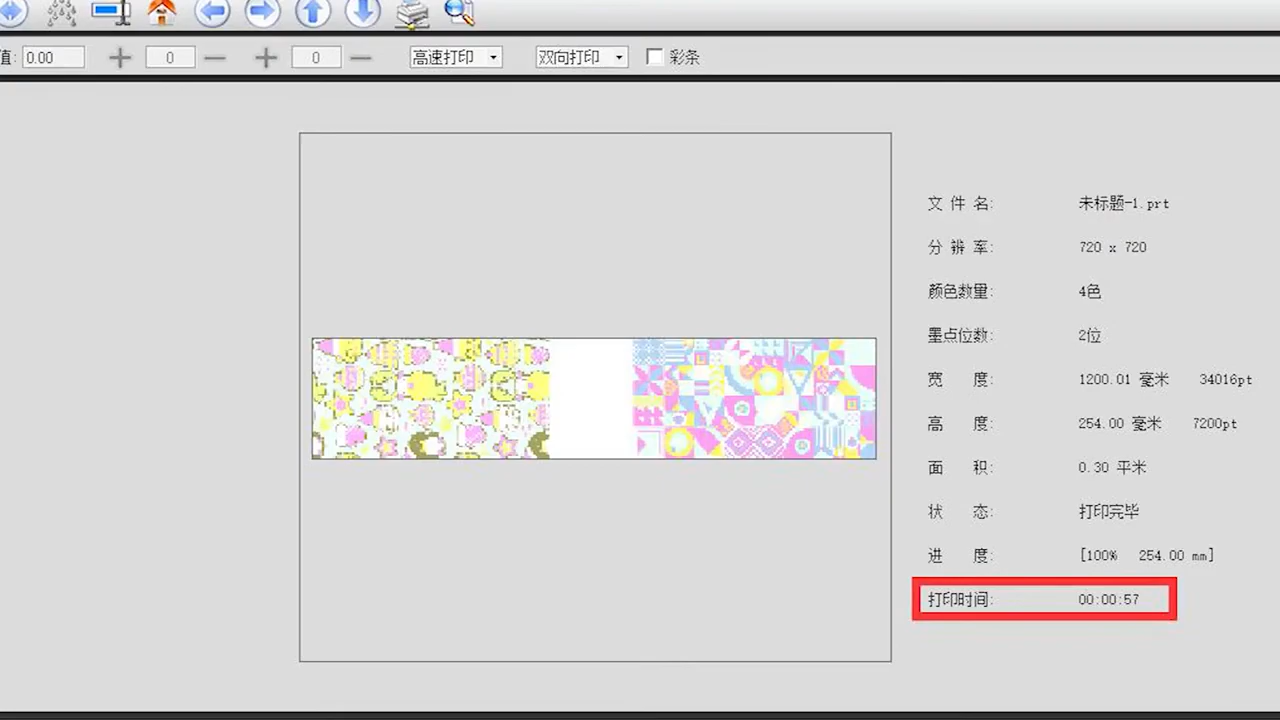 值: 0.00 0 0 高速打印 双向打印 彩条
文 件 名: 未标题-1.prt
分 辨 率: 720 x 720
颜色数量: 4色
墨点位数: 2位
宽 度: 1200.01 毫米 34016pt
高 度: 254.00 毫米 7200pt
面 积: 0.30 平米
状 态: 打印完毕
进 度: [100% 254.00 mm]
打印时间: 00:00:57